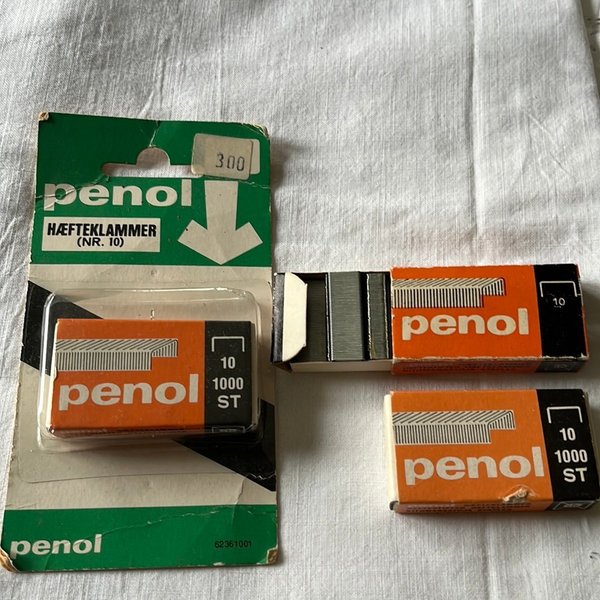 300
penol
HÆFTEKLAMMER
(NR. 10)
penol
10
1000
ST
penol
62361001
penol
10
penol
10
1000
ST